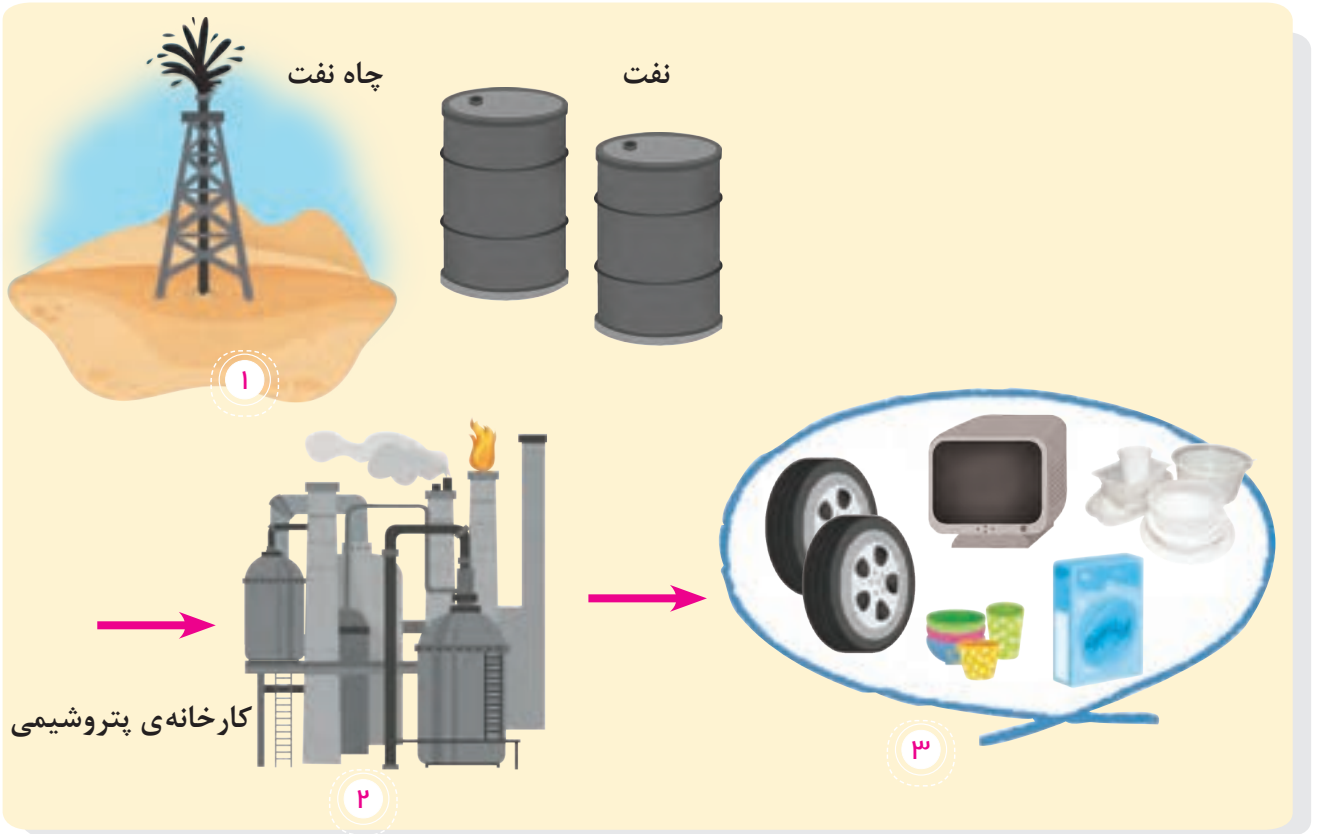 چاه نفت
نفت
۱
کارخانه‌ی پتروشیمی
۲
۳